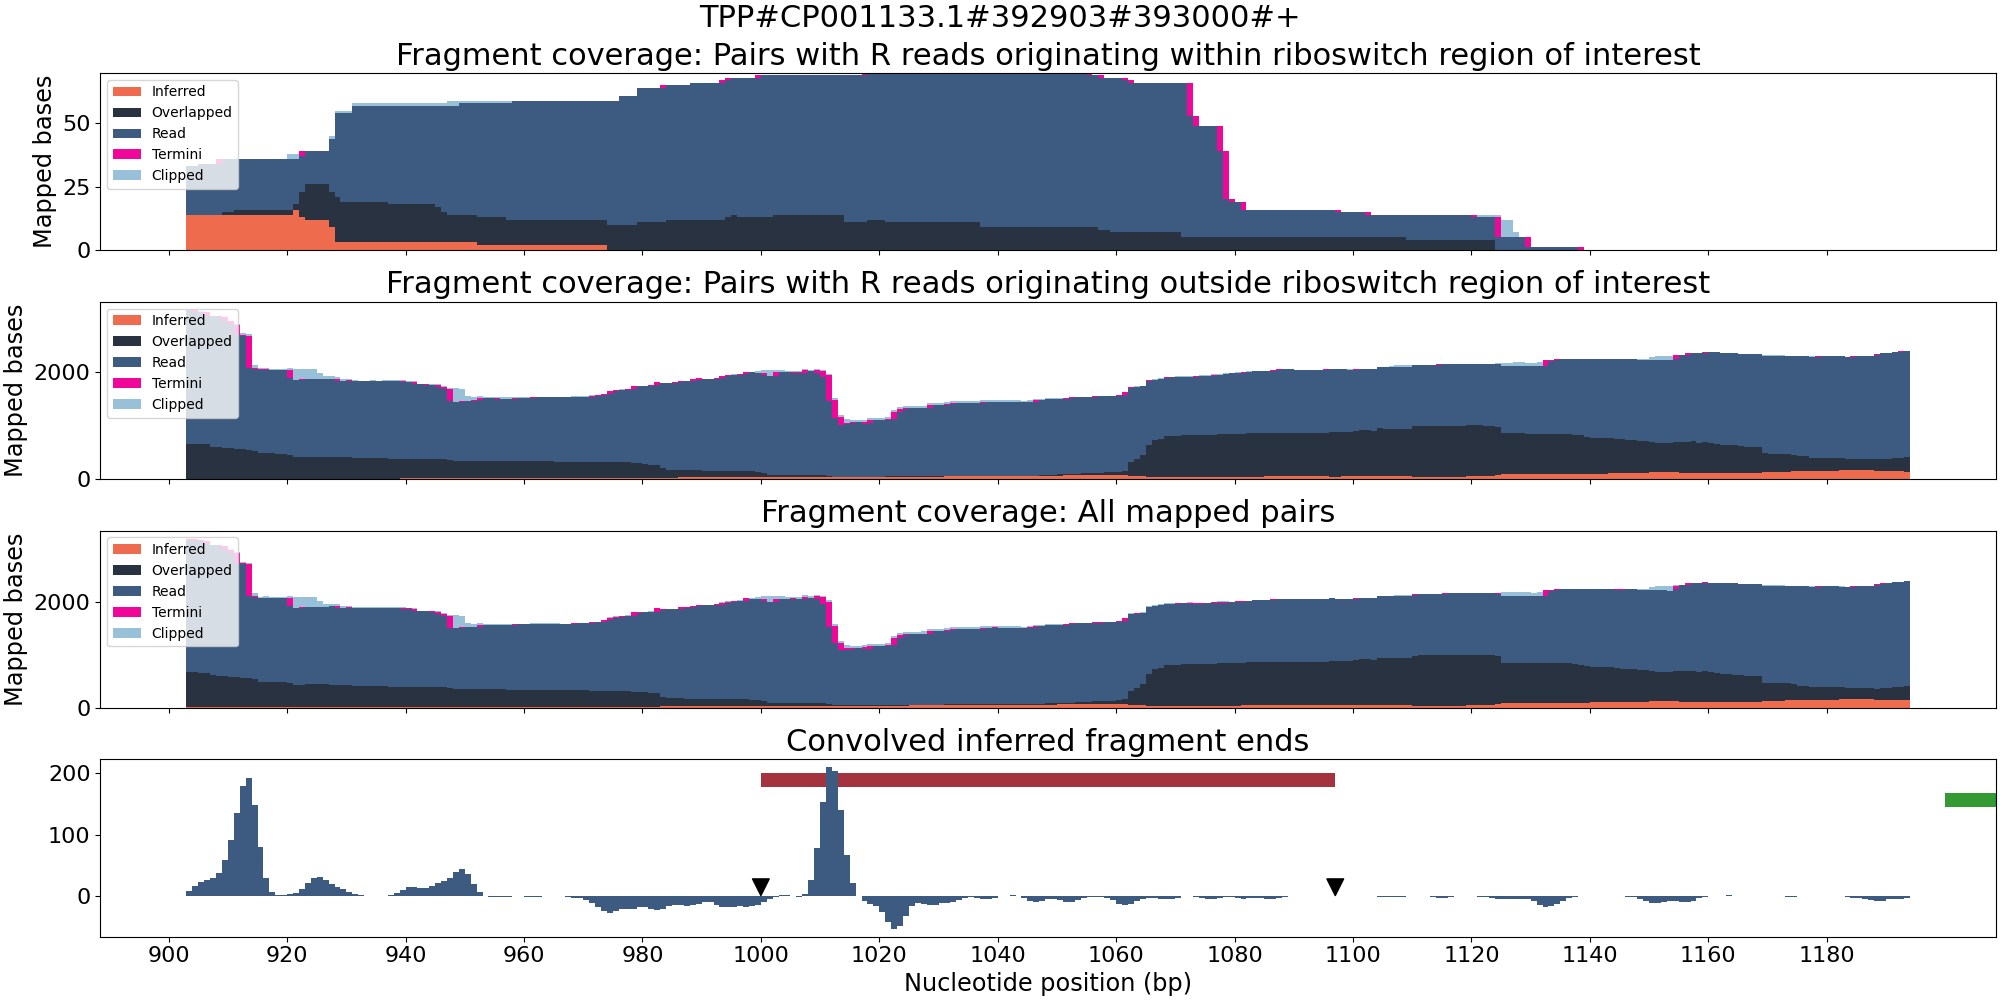 TPP#CP001133.1#392903#393000#+
Fragment coverage: Pairs with R reads originating within riboswitch region of interest
Mapped bases
50
25
0
Inferred
Overlapped
Read
Termini
Clipped
Fragment coverage: Pairs with R reads originating outside riboswitch region of interest
Mapped bases
2000
0
Inferred
Overlapped
Read
Termini
Clipped
Fragment coverage: All mapped pairs
Mapped bases
2000
0
Inferred
Overlapped
Read
Termini
Clipped
Convolved inferred fragment ends
200
100
0
900 920 940 960 980 1000 1020 1040 1060 1080 1100 1120 1140 1160 1180
Nucleotide position (bp)